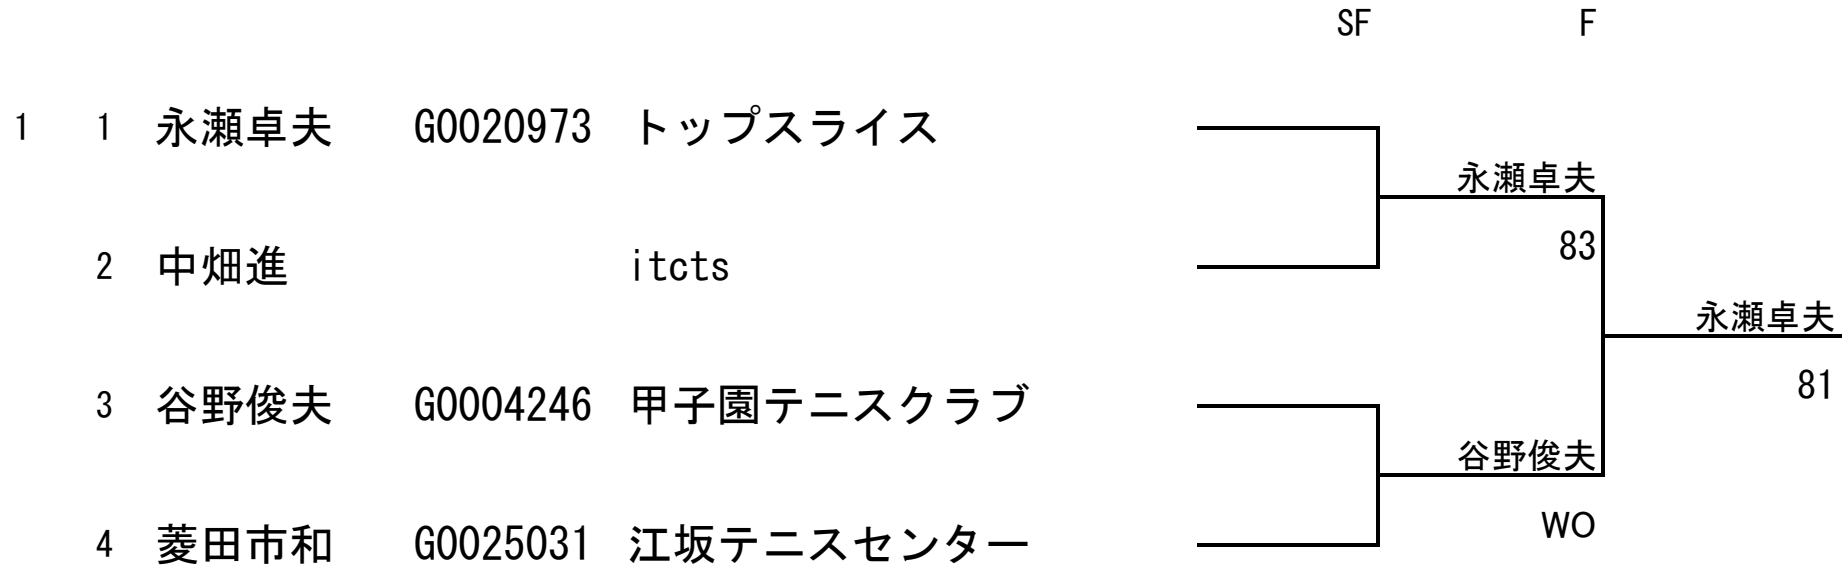 SF F
1 1 永瀬卓夫 G0020973 トップスライス
永瀬卓夫
83
2 中畑進 itcts
永瀬卓夫
81
3 谷野俊夫 G0004246 甲子園テニスクラブ
谷野俊夫
WO
4 菱田市和 G0025031 江坂テニスセンター